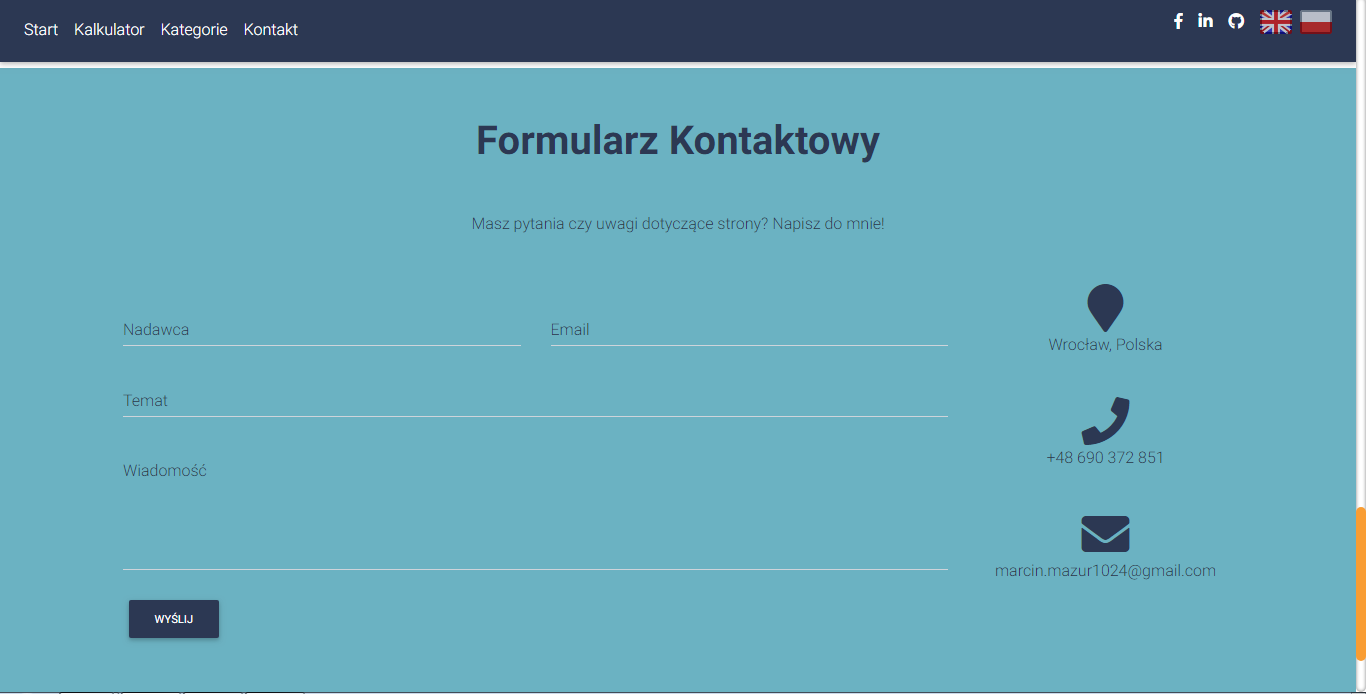 Start Kalkulator Kategorie Kontakt
Formularz Kontaktowy
Masz pytania czy uwagi dotyczące strony? Napisz do mnie!
Nadawca
Email
Temat
Wiadomość
WYŚLIJ
Wrocław, Polska
+48 690 372 851
marcin.mazur1024@gmail.com